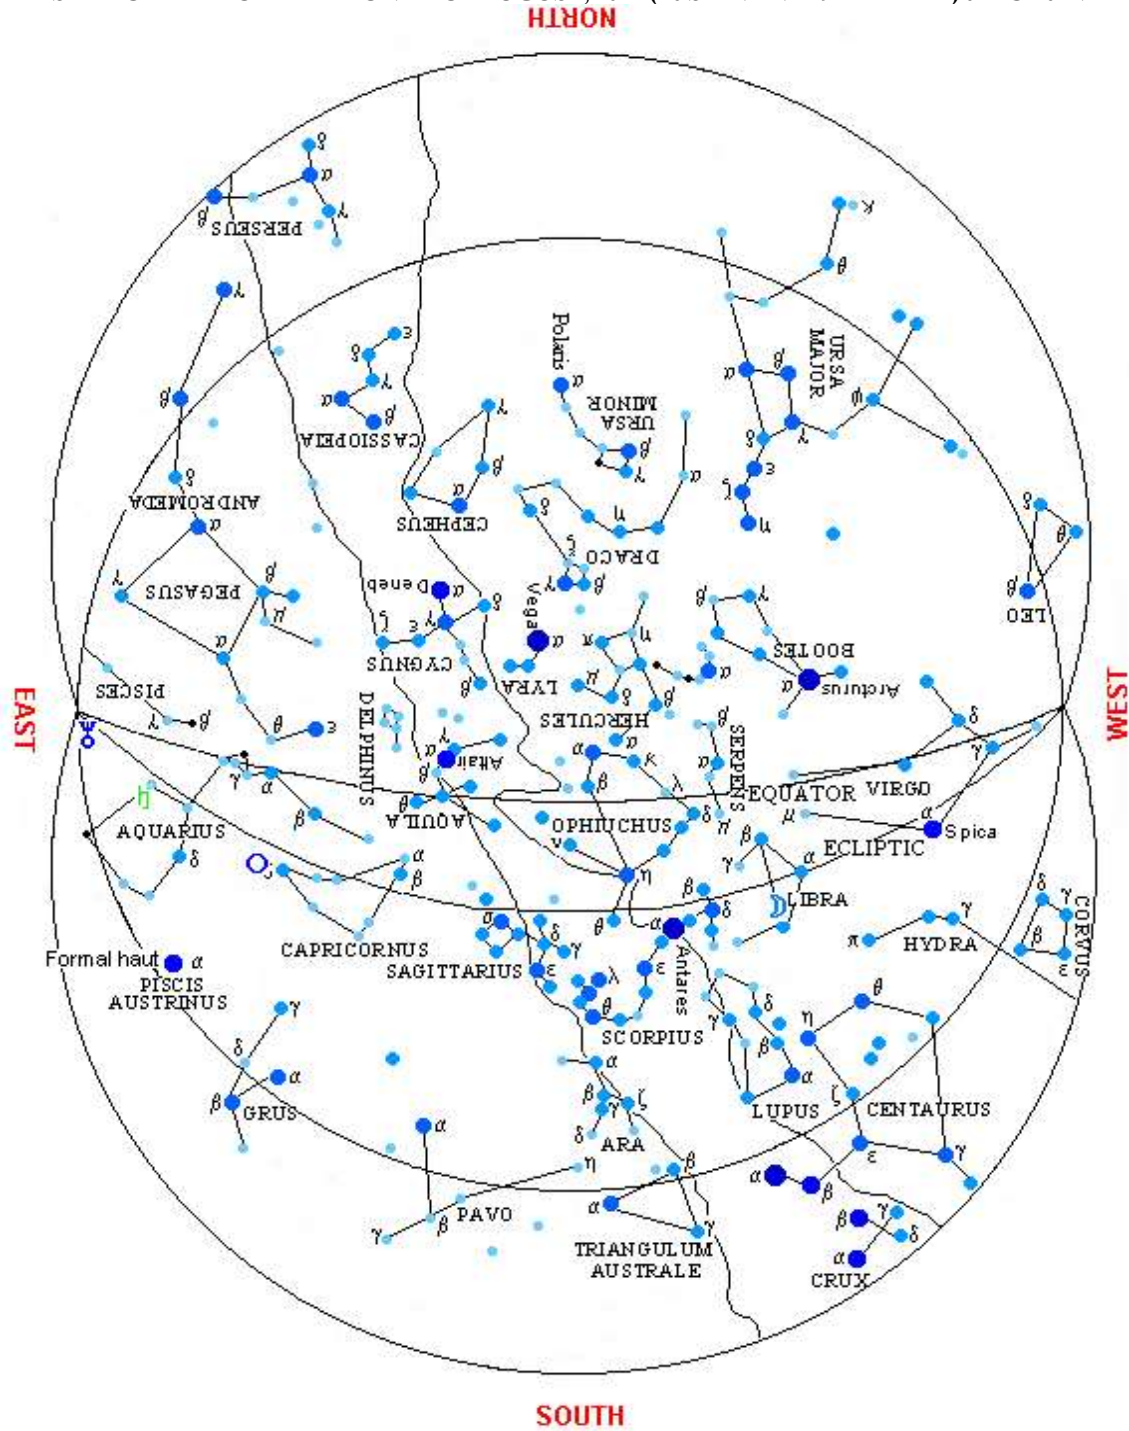 NORTH
δ
α
γ
β
PERSEUS
κ
θ
γ
Polaris
α
URSA
MAJOR
ε
δ
γ
α
β
CASSIOPEIA
α
β
φ
γ
δ
ε
ζ
η
β
URSA
MINOR
β
γ
γ
β
α
CEPHEUS
δ
ANDROMEDA
α
α
δ
η
DRACO
ζ
γ
β
δ
θ
β
LEO
γ
PEGASUS
β
μ
α
Deneb
α
γ
δ
ζ
ε
CYGNUS
β
Vega
α
LYRA
π
η
μ
δ
β
HERCULES
α
α
β
γ
BOOTES
α
Arcturus
EAST
WEST
PISCES
γ
β
θ
ε
DELPHINUS
γ
α
Altair
β
θ
AQUILA
α
κ
β
λ
δ
OPHIUCHUS
ν
η
θ
β
α
SERPENS
μ
EQUATOR
VIRGO
δ
γ
μ
α
Spica
ECLIPTIC
γ
α
β
AQUARIUS
δ
α
β
CAPRICORNUS
β
α
LIBRA
β
δ
α
Antares
σ
δ
γ
ε
SAGITTARIUS
λ
ε
θ
SCORPIUS
π
γ
HYDRA
δ
γ
β
ε
CORVUS
Formal haut
α
PISCIS
AUSTRINUS
γ
δ
α
β
GRUS
γ
δ
β
α
LUPUS
θ
η
ζ
CENTAURUS
ε
γ
α
β
α
β
ζ
γ
δ
ARA
α
η
β
γ
PAVO
β
α
γ
TRIANGULUM
AUSTRALE
β
γ
δ
α
CRUX
SOUTH